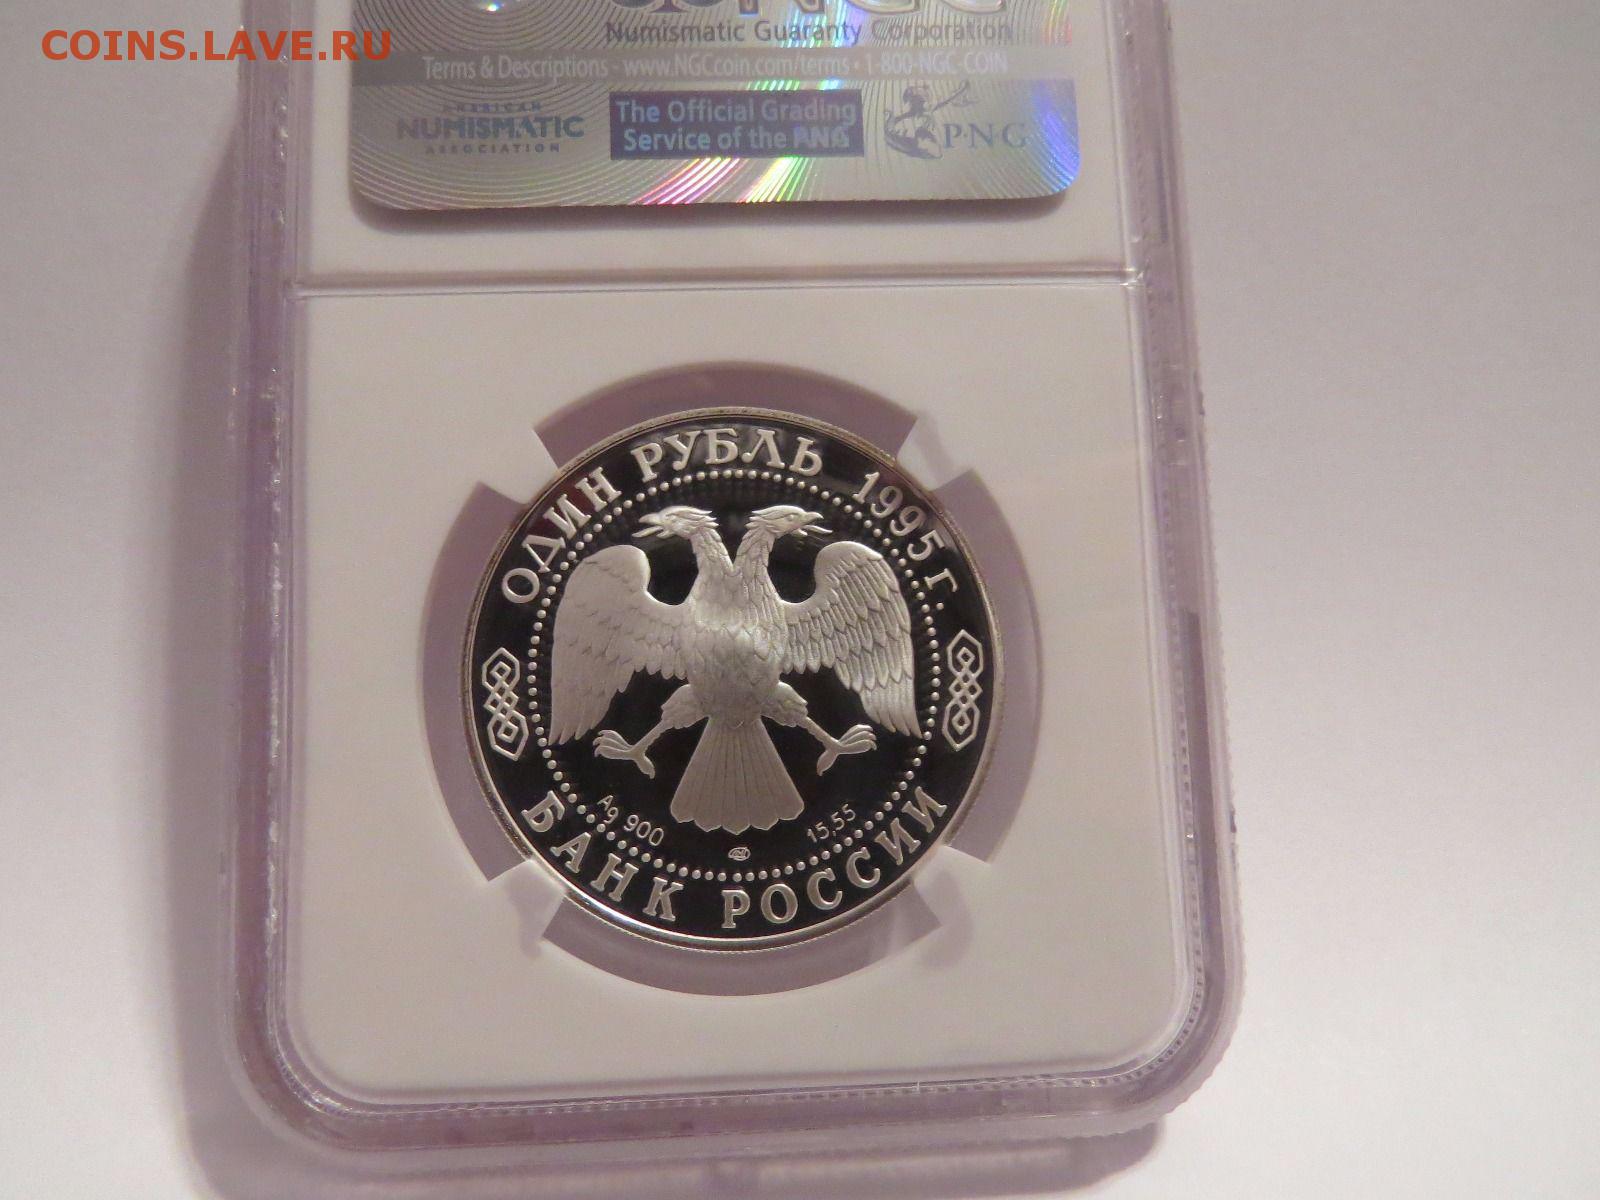 COINS.LAVE.RU
Numismatic Guaranty Corporation
Terms & Descriptions - www.NGCcoin.com/terms • 1-800-NGC-COIN
AMERICAN
NUMISMATIC
ASSOCIATION
The Official Grading
Service of the PNG
PNG
ОДИН РУБЛЬ 1995 г.
Ag 900
15,55
БАНК РОССИИ